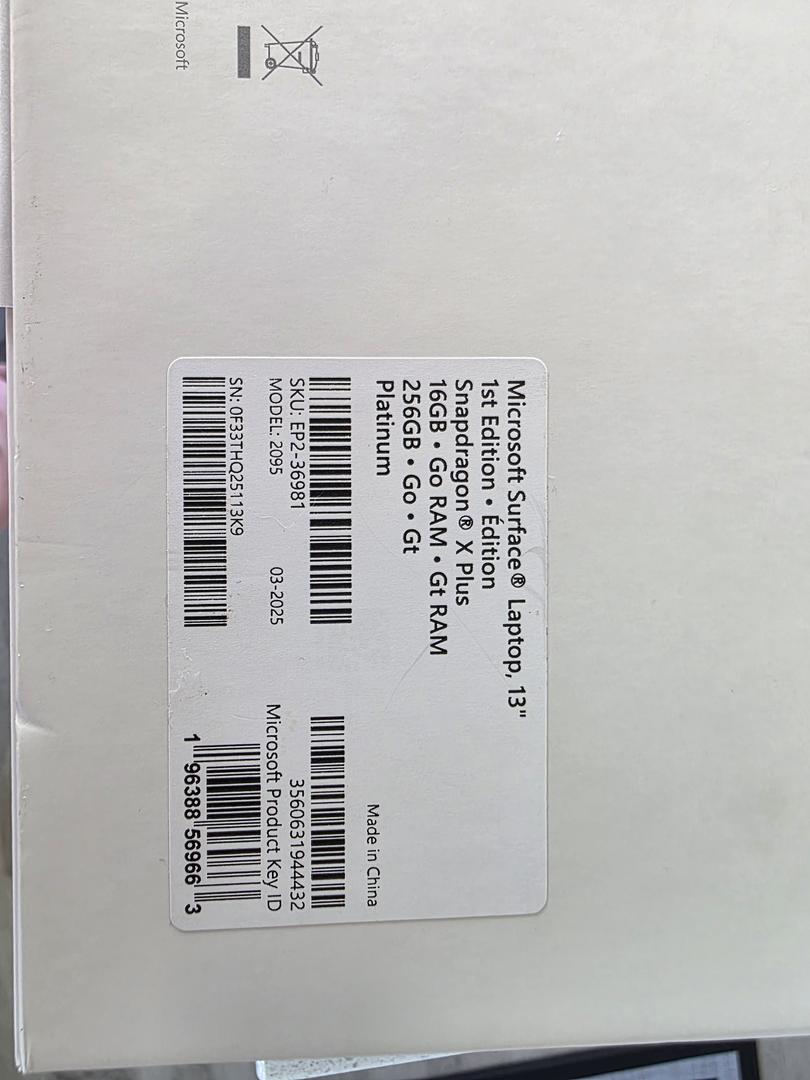 Microsoft
Microsoft Surface® Laptop, 13"
1st Edition • Édition
Snapdragon® X Plus
16GB • Go RAM • Gt RAM
256GB • Go • Gt
Platinum
Made in China
SKU: EP2-36981
3560631944432
MODEL: 2095 03-2025
Microsoft Product Key ID
SN: 0F33THQ25113K9
1 96388 56966 3